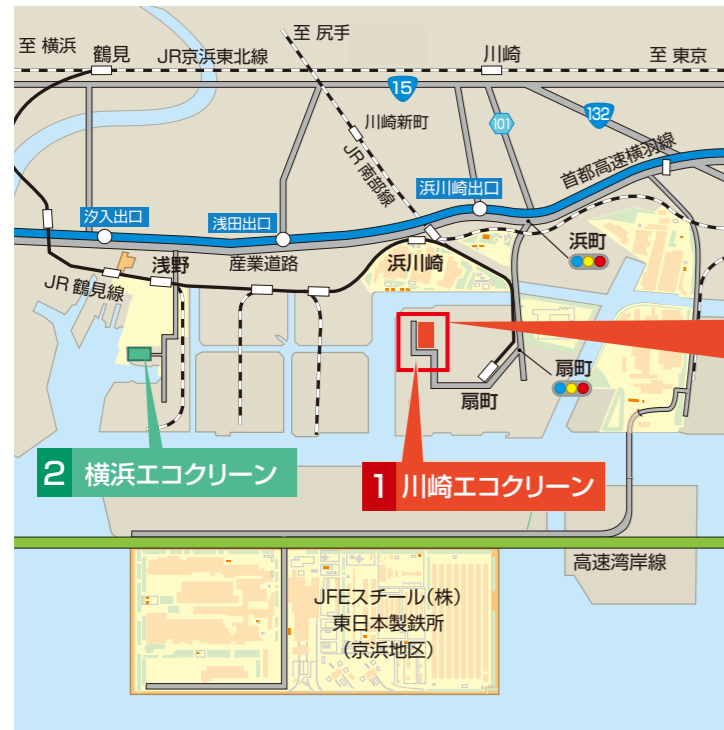 至 尻手
至 横浜
鶴見
JR京浜東北線
川崎
至 東京
15
川崎新町
101
132
JR 南部線
首都高速横羽線
浜川崎出口
汐入出口
浅田出口
浜町
浅野
産業道路
浜川崎
JR 鶴見線
扇町
扇町
2 横浜エコクリーン
1 川崎エコクリーン
高速湾岸線
JFEスチール(株)
東日本製鉄所
(京浜地区)